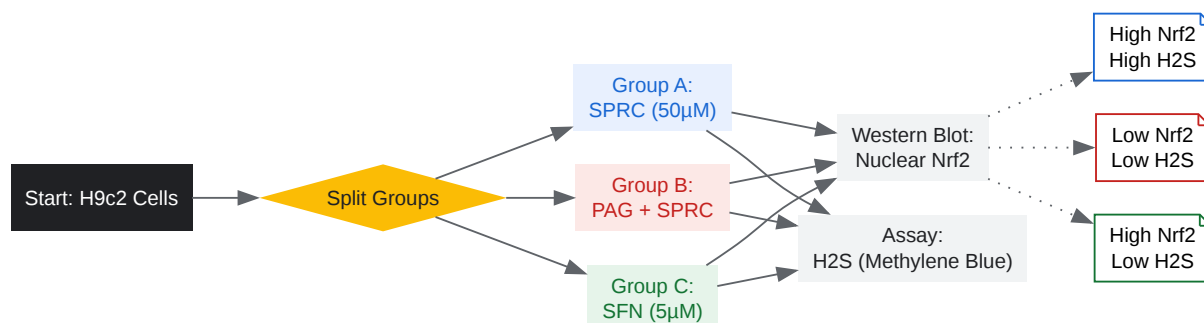 Start: H9c2 Cells
Split Groups
Group A:
SPRC (50µM)
Group B:
PAG + SPRC
Group C:
SFN (5µM)
Western Blot:
Nuclear Nrf2
Assay:
H2S (Methylene Blue)
High Nrf2
High H2S
Low Nrf2
Low H2S
High Nrf2
Low H2S